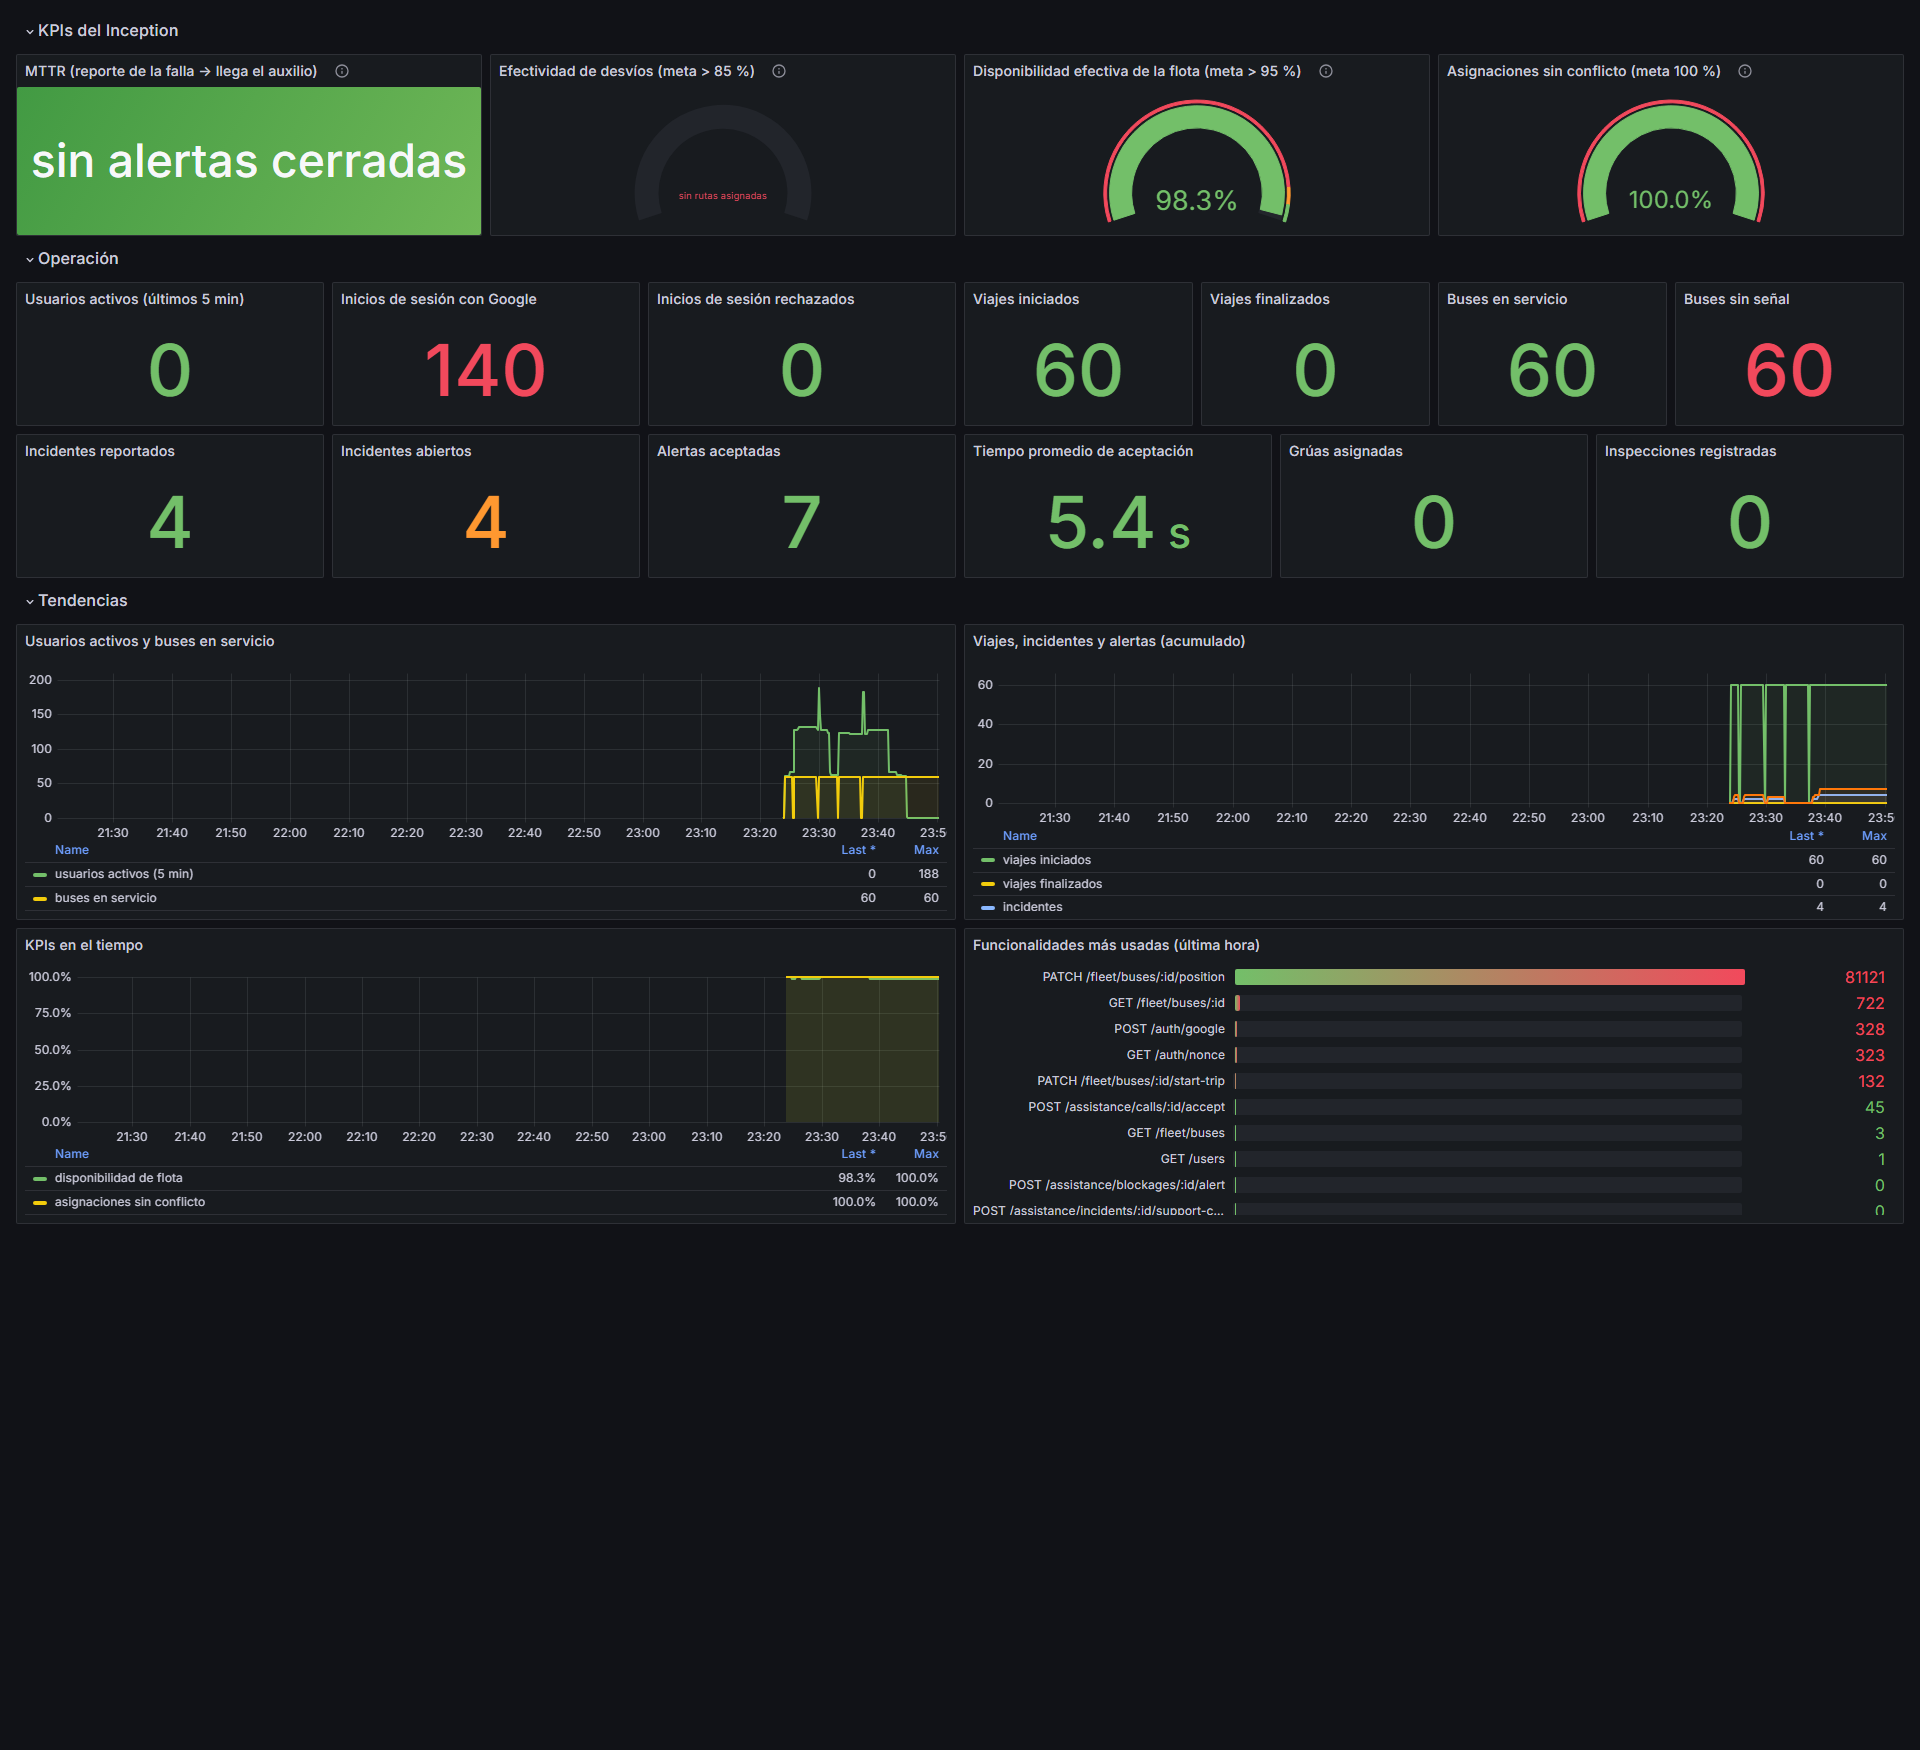 KPIs del Inception
MTTR (reporte de la falla → llega el auxilio)
Efectividad de desvíos (meta > 85 %)
Disponibilidad efectiva de la flota (meta > 95 %)
Asignaciones sin conflicto (meta 100 %)
sin alertas cerradas
sin rutas asignadas
98.3%
100.0%
Operación
Usuarios activos (últimos 5 min)
Inicios de sesión con Google
Inicios de sesión rechazados
Viajes iniciados
Viajes finalizados
Buses en servicio
Buses sin señal
0
140
0
60
0
60
60
Incidentes reportados
Incidentes abiertos
Alertas aceptadas
Tiempo promedio de aceptación
Grúas asignadas
Inspecciones registradas
4
4
7
5.4 s
0
0
Tendencias
Usuarios activos y buses en servicio
200
150
100
50
0
21:30 21:40 21:50 22:00 22:10 22:20 22:30 22:40 22:50 23:00 23:10 23:20 23:30 23:40 23:5
Name Last * Max
usuarios activos (5 min) 0 188
buses en servicio 60 60
Viajes, incidentes y alertas (acumulado)
60
40
20
0
21:30 21:40 21:50 22:00 22:10 22:20 22:30 22:40 22:50 23:00 23:10 23:20 23:30 23:40 23:5
Name Last * Max
viajes iniciados 60 60
viajes finalizados 0 0
incidentes 4 4
KPIs en el tiempo
100.0%
75.0%
50.0%
25.0%
0.0%
21:30 21:40 21:50 22:00 22:10 22:20 22:30 22:40 22:50 23:00 23:10 23:20 23:30 23:40 23:5
Name Last * Max
disponibilidad de flota 98.3% 100.0%
asignaciones sin conflicto 100.0% 100.0%
Funcionalidades más usadas (última hora)
PATCH /fleet/buses/:id/position 81121
GET /fleet/buses/:id 722
POST /auth/google 328
GET /auth/nonce 323
PATCH /fleet/buses/:id/start-trip 132
POST /assistance/calls/:id/accept 45
GET /fleet/buses 3
GET /users 1
POST /assistance/blockages/:id/alert 0
POST /assistance/incidents/:id/support-c... 0